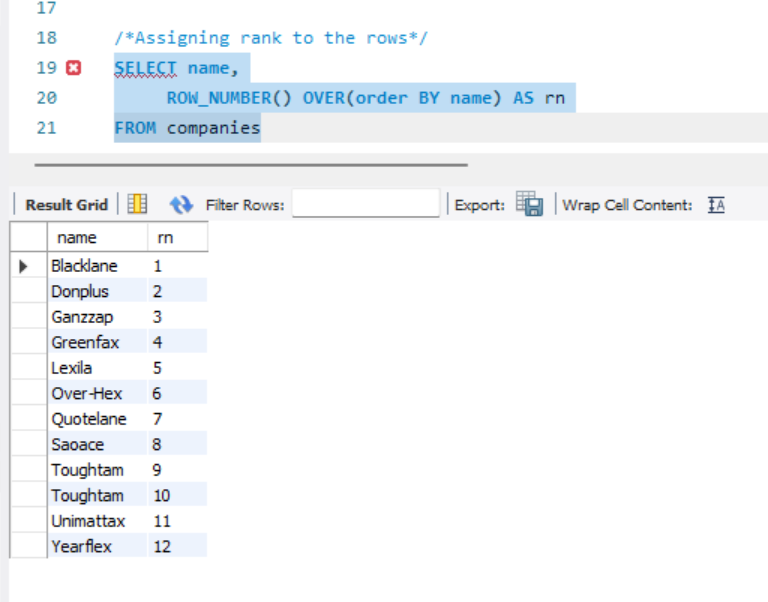 17
18 /*Assigning rank to the rows*/
19 SELECT name,
20 ROW_NUMBER() OVER(order BY name) AS rn
21 FROM companies
Result Grid Filter Rows: Export: Wrap Cell Content: IA
name rn
Blacklane 1
Donplus 2
Ganzzap 3
Greenfax 4
Lexila 5
Over-Hex 6
Quotelane 7
Saoace 8
Toughtam 9
Toughtam 10
Unimattax 11
Yearflex 12